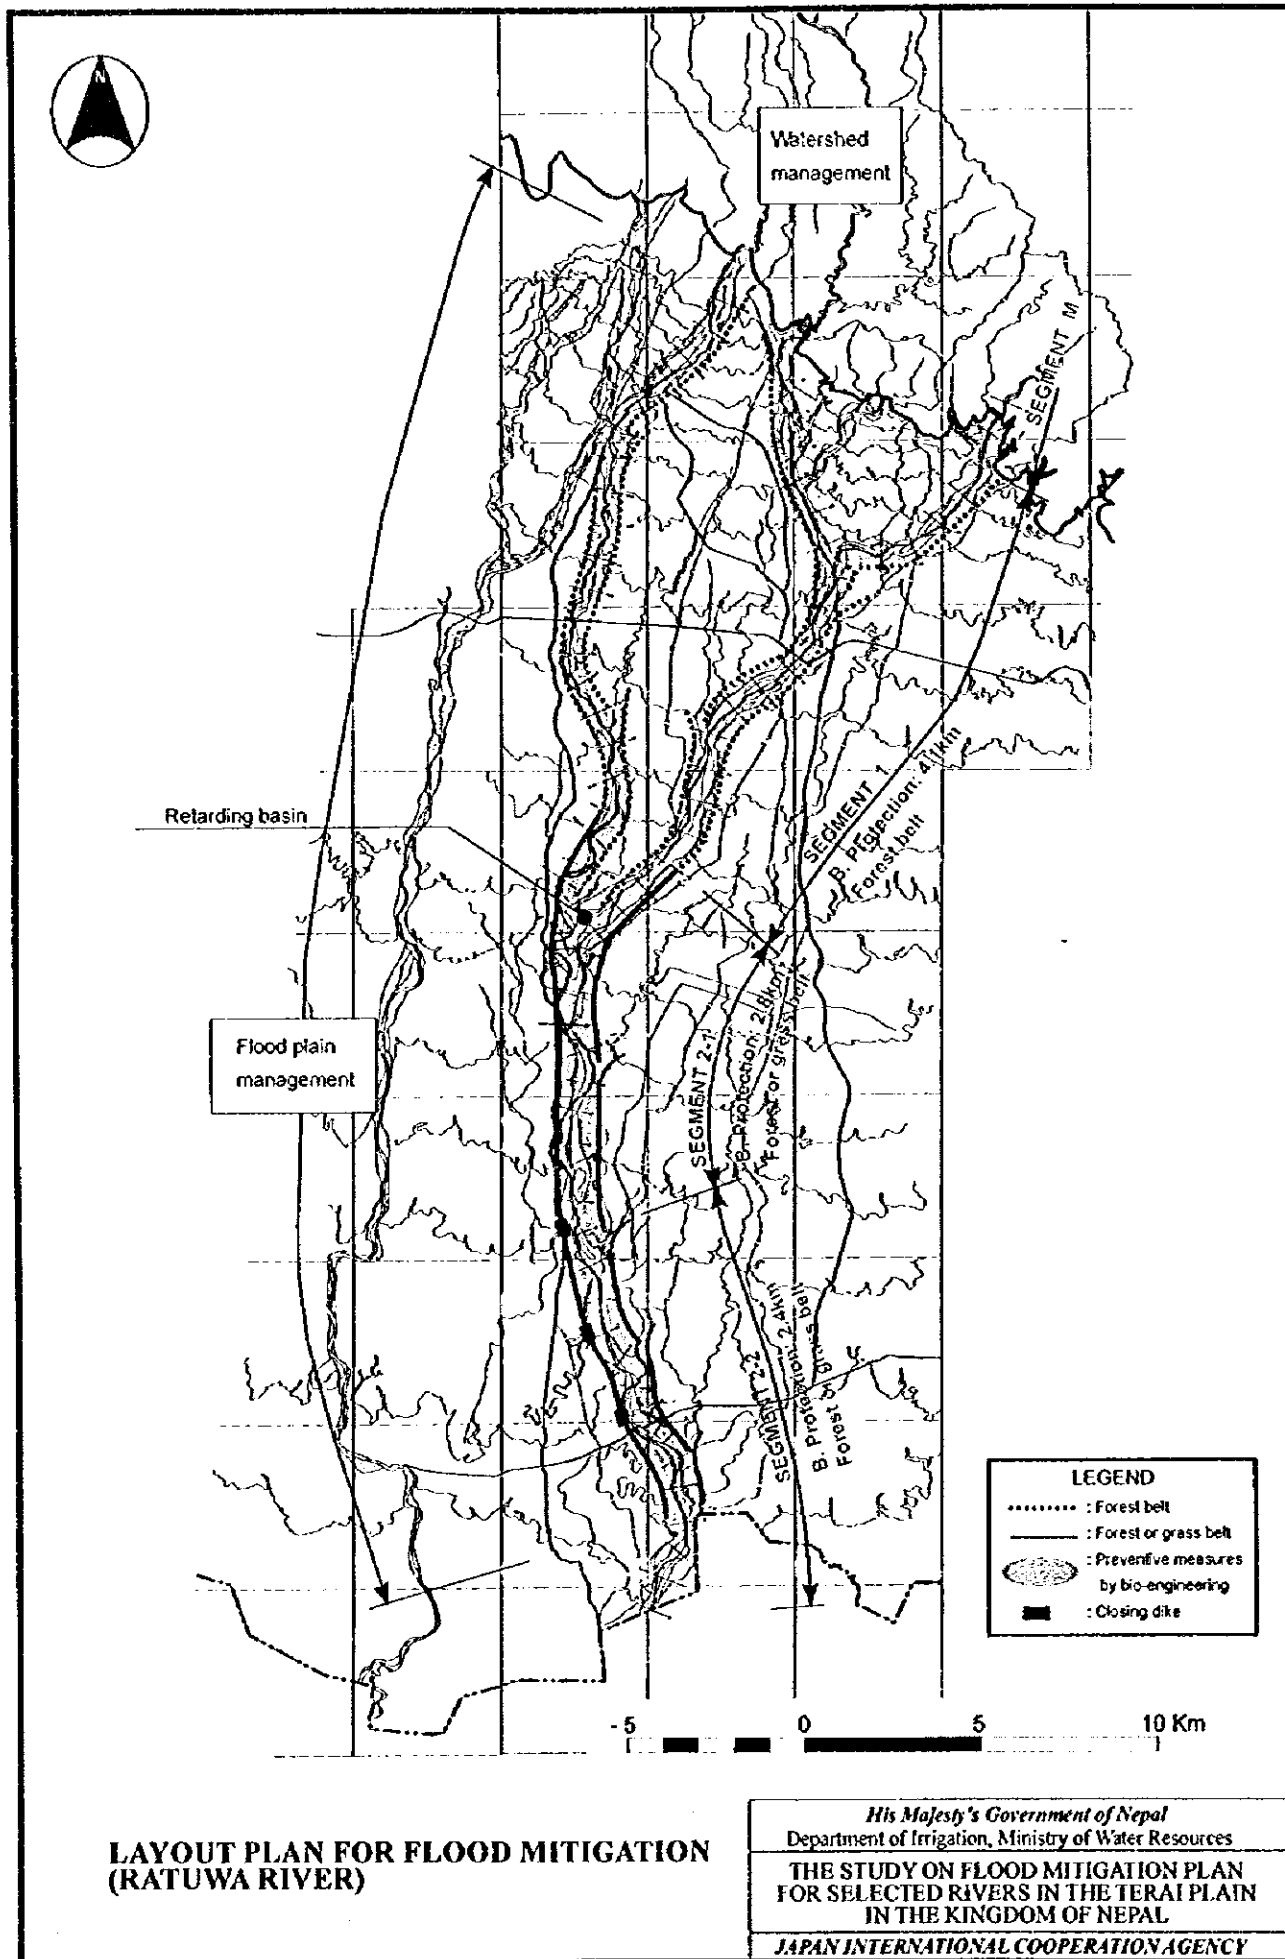 N
Watershed
management
SEGMENT M
Retarding basin
SEGMENT 1
Forest belt
Flood plain
management
SEGMENT 2-1
B. Protection: 2.8km
Forest or grass belt
SEGMENT 2-2
B. Protection: 2.4km
Forest or grass belt
LEGEND
: Forest belt
: Forest or grass belt
: Preventive measures
by bio-engineering
: Closing dike
- 5 0 5 10 Km
LAYOUT PLAN FOR FLOOD MITIGATION
(RATUWA RIVER)
His Majesty's Government of Nepal
Department of Irrigation, Ministry of Water Resources
THE STUDY ON FLOOD MITIGATION PLAN
FOR SELECTED RIVERS IN THE TERAI PLAIN
IN THE KINGDOM OF NEPAL
JAPAN INTERNATIONAL COOPERATION AGENCY